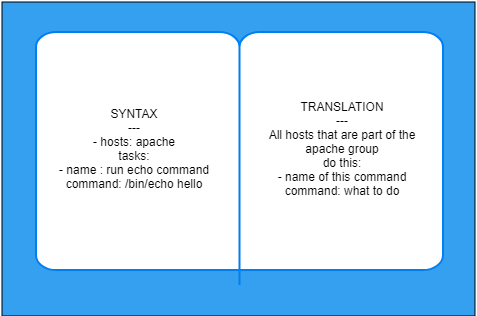 SYNTAX
---
- hosts: apache
tasks:
- name : run echo command
command: /bin/echo hello
TRANSLATION
---
All hosts that are part of the
apache group
do this:
- name of this command
command: what to do